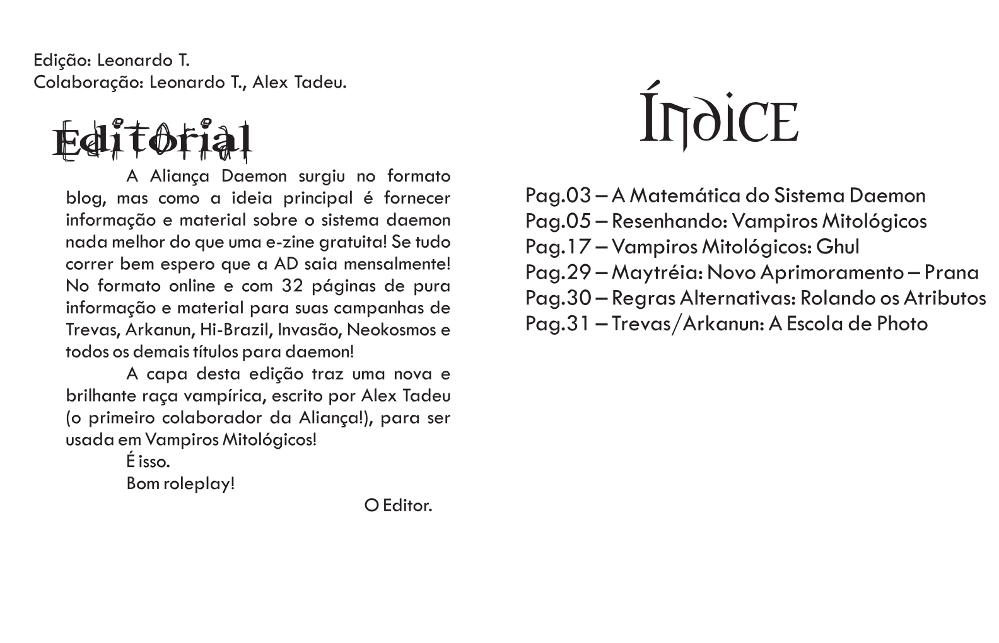 Edição: Leonardo T.
Colaboração: Leonardo T., Alex Tadeu.
Editorial
A Aliança Daemon surgiu no formato
blog, mas como a ideia principal é fornecer
informação e material sobre o sistema daemon
nada melhor do que uma e-zine gratuita! Se tudo
correr bem espero que a AD saia mensalmente!
No formato online e com 32 páginas de pura
informação e material para suas campanhas de
Trevas, Arkanun, Hi-Brazil, Invasão, Neokosmos e
todos os demais títulos para daemon!
A capa desta edição traz uma nova e
brilhante raça vampírica, escrito por Alex Tadeu
(o primeiro colaborador da Aliança!), para ser
usada em Vampiros Mitológicos!
É isso.
Bom roleplay!
O Editor.
Índice
Pag.03 – A Matemática do Sistema Daemon
Pag.05 – Resenhando: Vampiros Mitológicos
Pag.17 – Vampiros Mitológicos: Ghul
Pag.29 – Maytréia: Novo Aprimoramento – Prana
Pag.30 – Regras Alternativas: Rolando os Atributos
Pag.31 – Trevas/Arkanun: A Escola de Photo